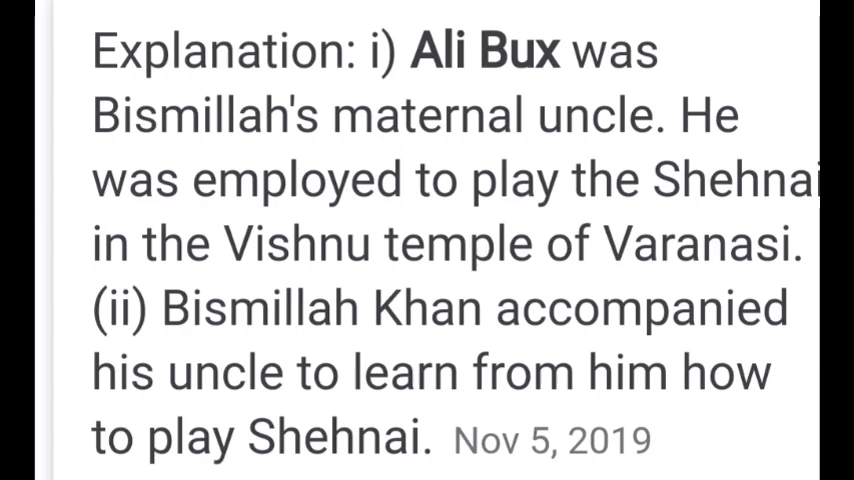 Explanation: i) Ali Bux was
Bismillah's maternal uncle. He
was employed to play the Shehnai
in the Vishnu temple of Varanasi.
(ii) Bismillah Khan accompanied
his uncle to learn from him how
to play Shehnai. Nov 5, 2019